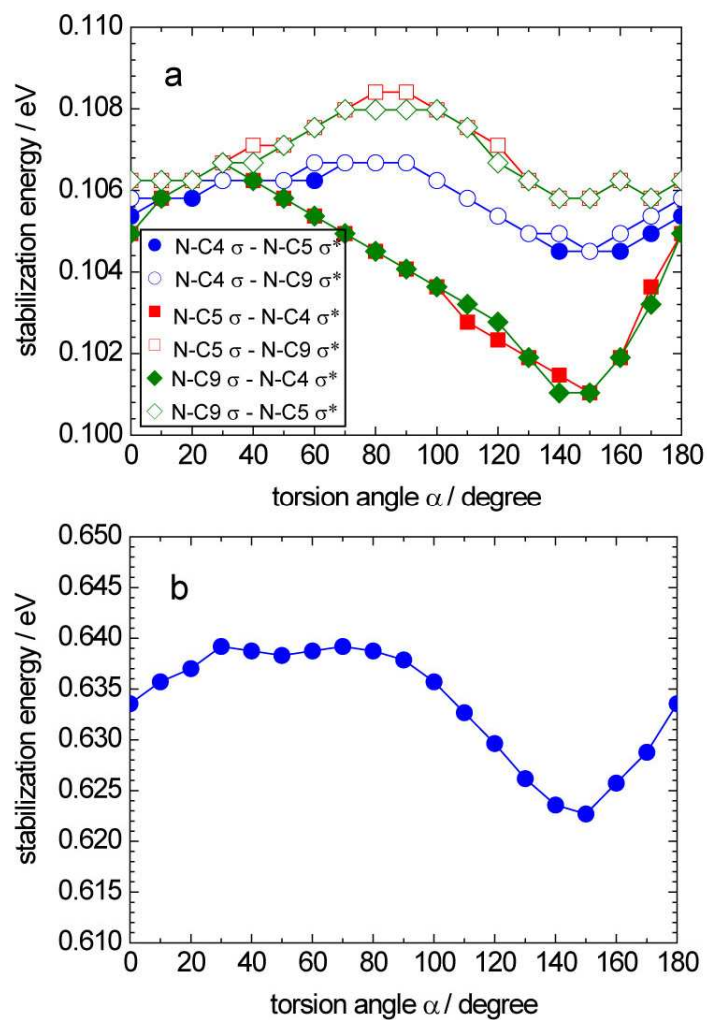 0.110
0.108
0.106
0.104
0.102
0.100
stabilization energy / eV
a
N-C4 σ - N-C5 σ*
N-C4 σ - N-C9 σ*
N-C5 σ - N-C4 σ*
N-C5 σ - N-C9 σ*
N-C9 σ - N-C4 σ*
N-C9 σ - N-C5 σ*
0 20 40 60 80 100 120 140 160 180
torsion angle α / degree
0.650
0.645
0.640
0.635
0.630
0.625
0.620
0.615
0.610
stabilization energy / eV
b
0 20 40 60 80 100 120 140 160 180
torsion angle α / degree